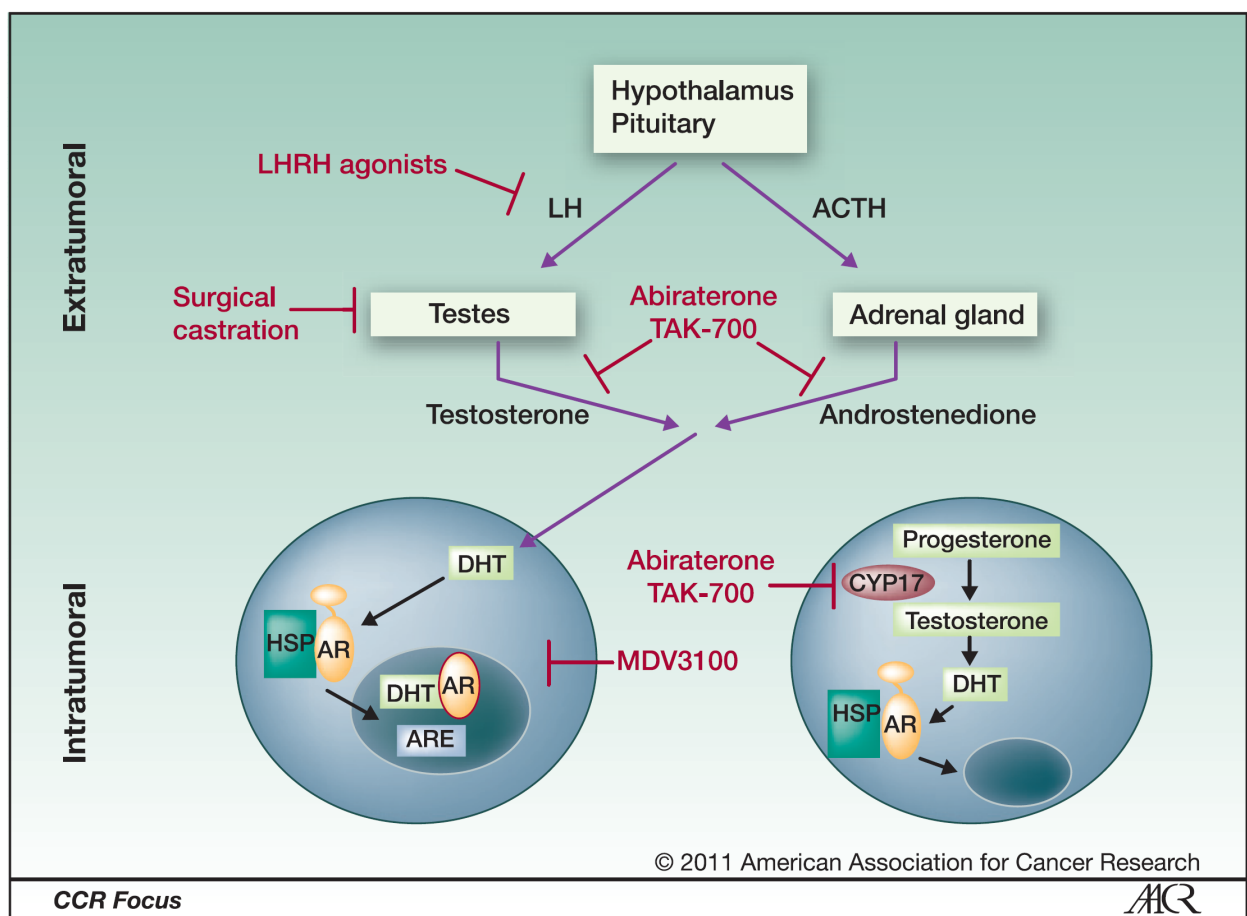 Hypothalamus
Pituitary
LHRH agonists
LH
ACTH
Extratumoral
Surgical
castration
Testes
Abiraterone
TAK-700
Adrenal gland
Testosterone
Androstenedione
Intratumoral
DHT
HSP
AR
DHT
AR
ARE
MDV3100
Abiraterone
TAK-700
Progesterone
CYP17
Testosterone
DHT
HSP
AR
© 2011 American Association for Cancer Research
CCR Focus
AACR